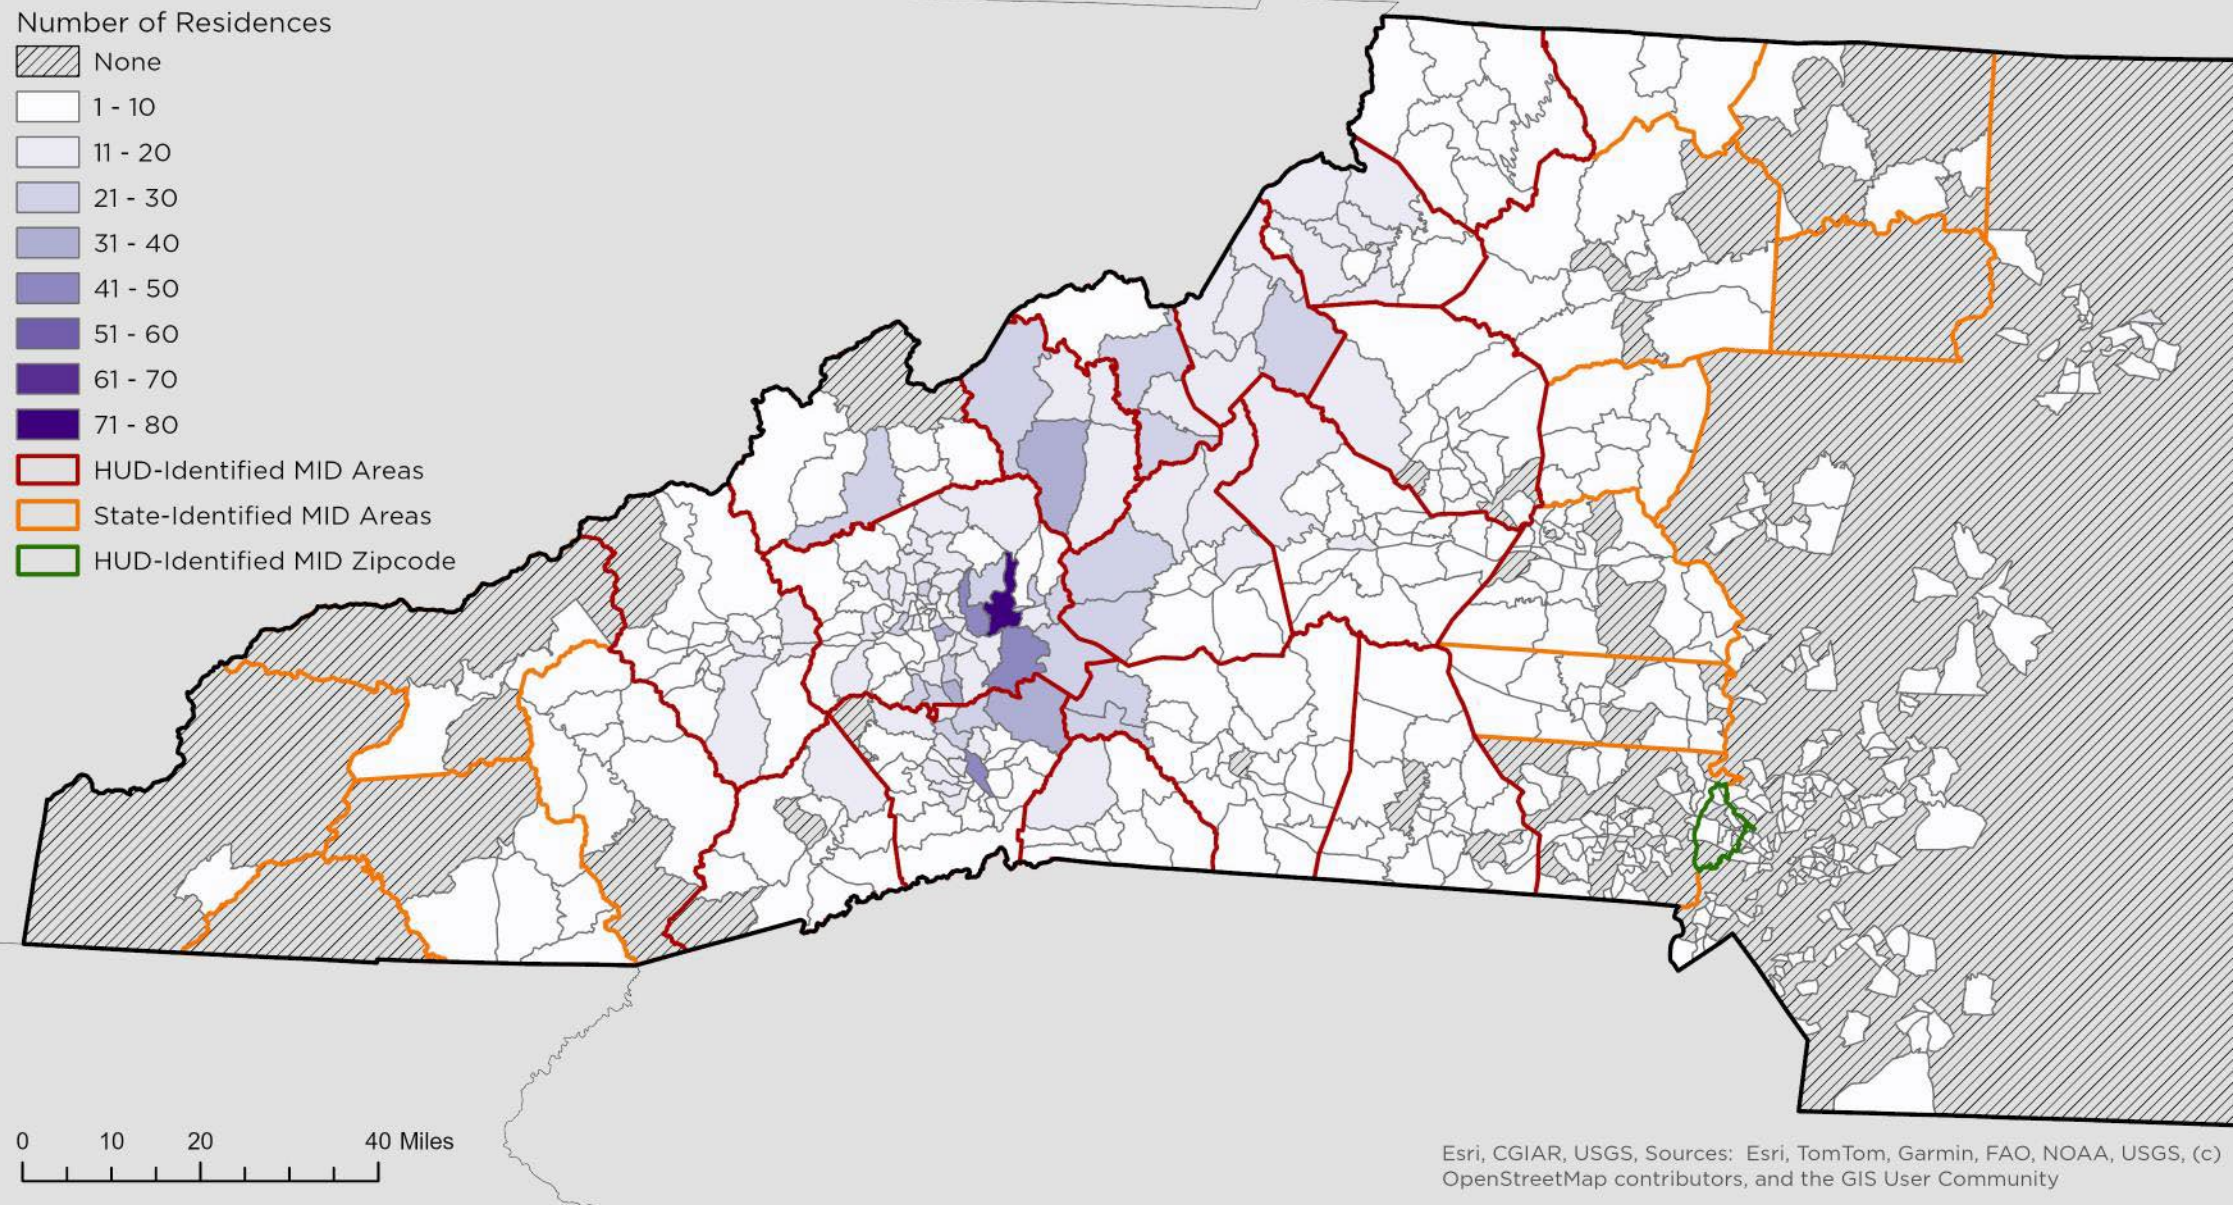 Number of Residences
None
1 - 10
11 - 20
21 - 30
31 - 40
41 - 50
51 - 60
61 - 70
71 - 80
HUD-Identified MID Areas
State-Identified MID Areas
HUD-Identified MID Zipcode
0 10 20 40 Miles
Esri, CGIAR, USGS, Sources: Esri, TomTom, Garmin, FAO, NOAA, USGS, (c)
OpenStreetMap contributors, and the GIS User Community